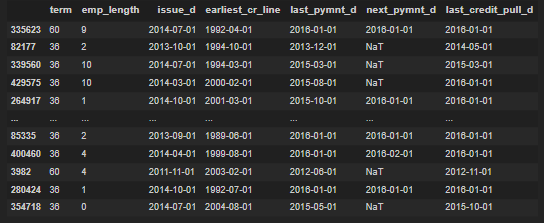 term emp_length issue_d earliest_cr_line last_pymnt_d next_pymnt_d last_credit_pull_d
335623 60 9 2014-07-01 1992-04-01 2016-01-01 2016-01-01 2016-01-01
82177 36 2 2013-10-01 1994-10-01 2013-12-01 NaT 2014-05-01
339560 36 10 2014-07-01 1994-03-01 2015-04-01 NaT 2015-03-01
429575 36 10 2014-03-01 2000-02-01 2015-08-01 NaT 2016-01-01
264917 36 1 2014-10-01 2001-03-01 2015-10-01 2016-01-01 2016-01-01
... ... ... ... ... ... ... ...
85335 36 2 2013-09-01 1989-06-01 2016-01-01 2016-01-01 2016-01-01
400460 36 4 2014-04-01 1999-08-01 2016-01-01 2016-02-01 2016-01-01
3982 60 4 2011-11-01 2003-02-01 2012-06-01 NaT 2012-11-01
280424 36 1 2014-10-01 1992-07-01 2016-01-01 2016-01-01 2016-01-01
354718 36 0 2014-07-01 2004-08-01 2015-05-01 NaT 2016-01-01